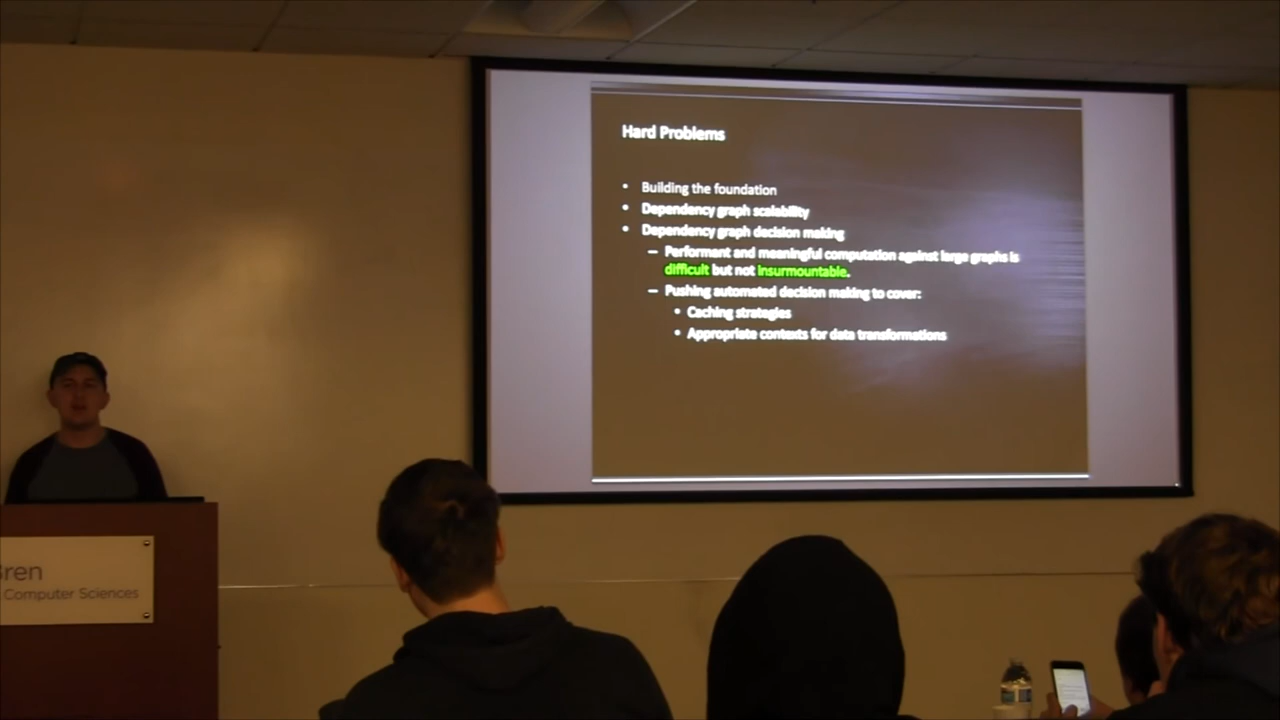 Hard Problems
• Building the foundation
• Dependency graph scalability
• Dependency graph decision making
– Performant and meaningful computation against large graphs is
difficult but not insurmountable.
– Pushing automated decision making to cover:
• Caching strategies
• Appropriate contexts for data transformations
Bren
Computer Sciences